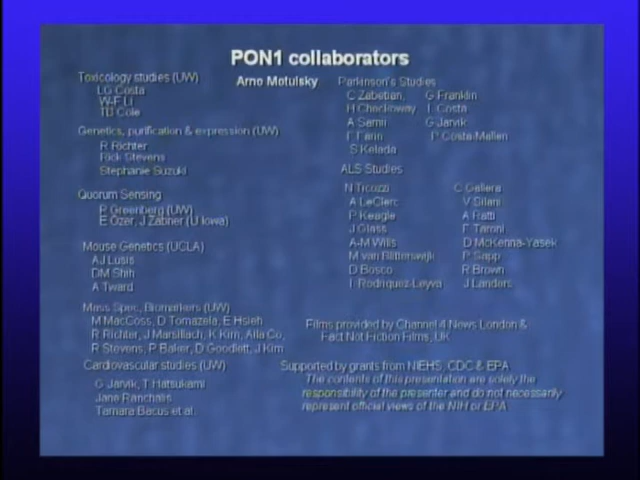 PON1 collaborators
Arno Motulsky
Toxicology studies (UW)
LG Costa
W-F Li
TB Cole
Genetics, purification & expression (UW)
R Richter
Rick Stevens
Stephanie Suzuki
Quorum Sensing
P Greenberg (UW)
E Ozer, J Zabner (U Iowa)
Mouse Genetics (UCLA)
AJ Lusis
DM Shih
A Tward
Mass Spec, Biomarkers (UW)
M MacCoss, D Tomazela, E Hsieh
R Richter, J Marsillach, K Kim, Aila Co,
R Stevens, P Baker, D Goodlett, J Kim
Cardiovascular studies (UW)
G Jarvik, T Hatsukami
Jane Ranchalis
Tamara Bacus et al.
Parkinson's Studies
C Zabetian, G Franklin
H Checkoway L Costa
A Samii G Jarvik
F Farin P Costa-Mallen
S Kelada
ALS Studies
N Ticozzi C Gellera
A LeClerc V Silani
P Keagle A Ratti
J Glass F Taroni
A-M Wills D McKenna-Yasek
M van Blitterswijk P Sapp
D Bosco R Brown
I Rodriquez-Leyva J Landers
Films provided by Channel 4 News London &
Fact Not Fiction Films, UK
Supported by grants from NIEHS, CDC & EPA
The contents of this presentation are solely the
responsibility of the presenter and do not necessarily
represent official views of the NIH or EPA